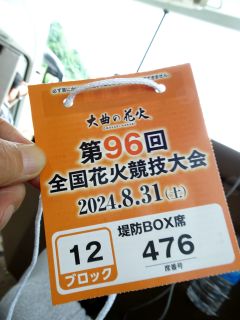 大曲の花火
第96回
全国花火競技大会
2024.8.31(土)
12
ブロック
堤防BOX席
476
席番号